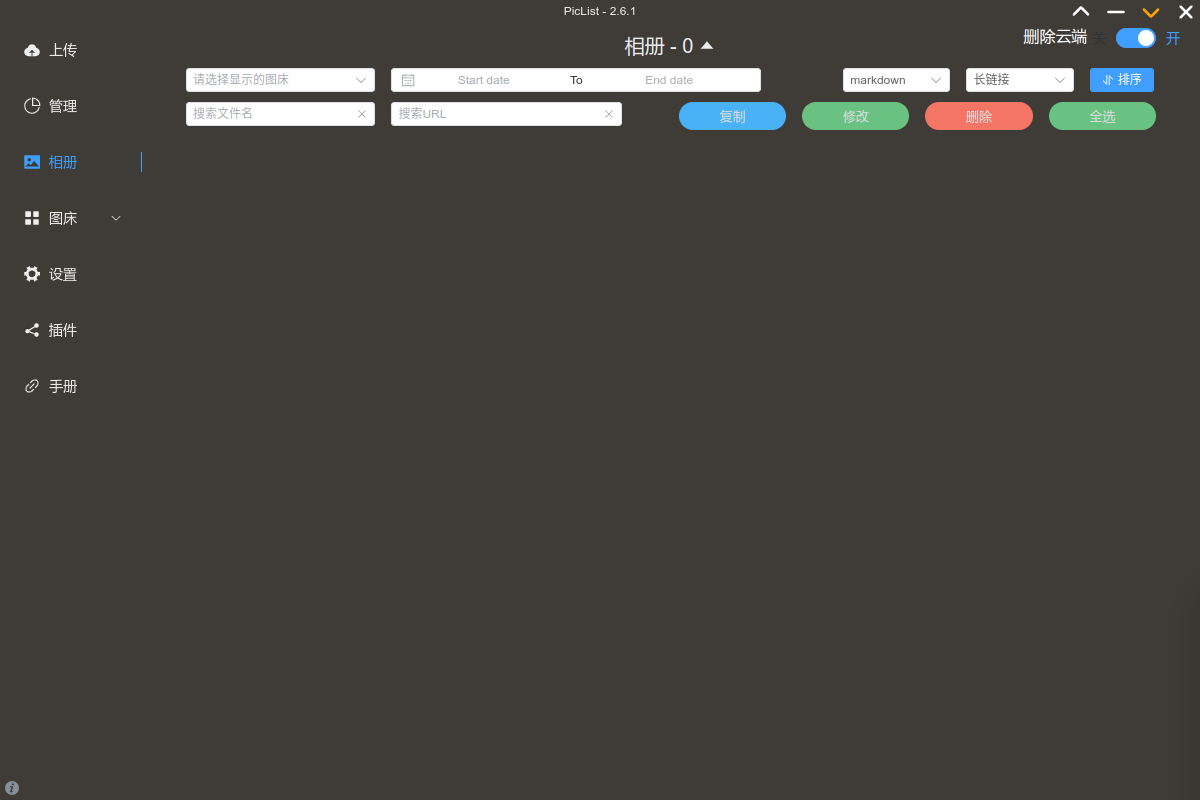 PicList - 2.6.1
上传
管理
相册
图床
设置
插件
手册
相册 - 0
删除云端 关 开
请选择显示的图床
Start date To End date
markdown
长链接
排序
搜索文件名
搜索URL
复制
修改
删除
全选